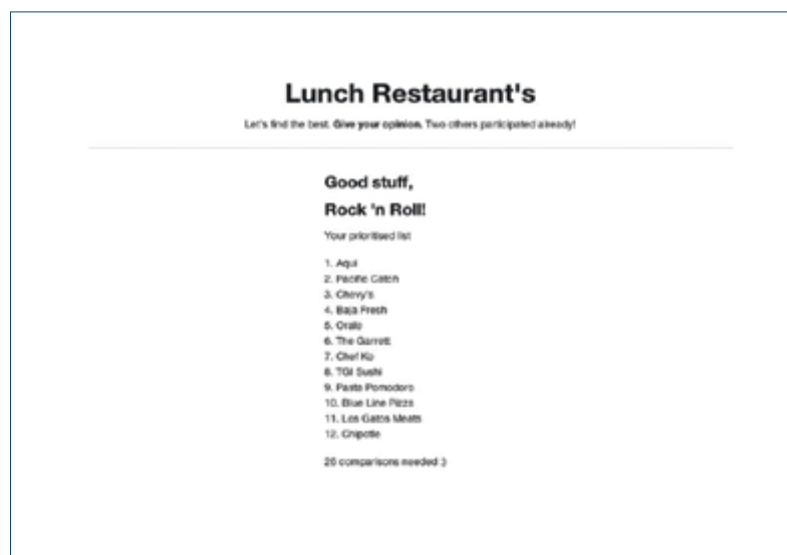 Lunch Restaurant's
Let's find the best. Give your opinion. Two others participated already!
Good stuff,
Rock 'n Roll!
Your prioritised list
1. Aqui
2. Pacific Catch
3. Chevy's
4. Baja Fresh
5. Orale
6. The Garrett
7. Chef Ko
8. TGI Sushi
9. Pasta Pomodoro
10. Blue Line Pizza
11. Los Gatos Meats
12. Chipotle
26 comparisons needed :)